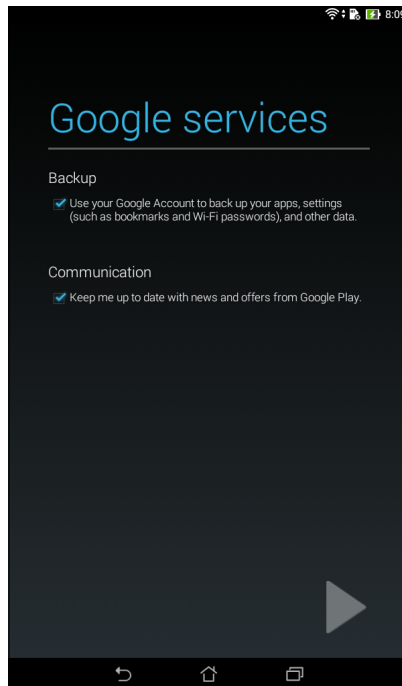 8:09
Google services
Backup
Use your Google Account to back up your apps, settings
(such as bookmarks and Wi-Fi passwords), and other data.
Communication
Keep me up to date with news and offers from Google Play.